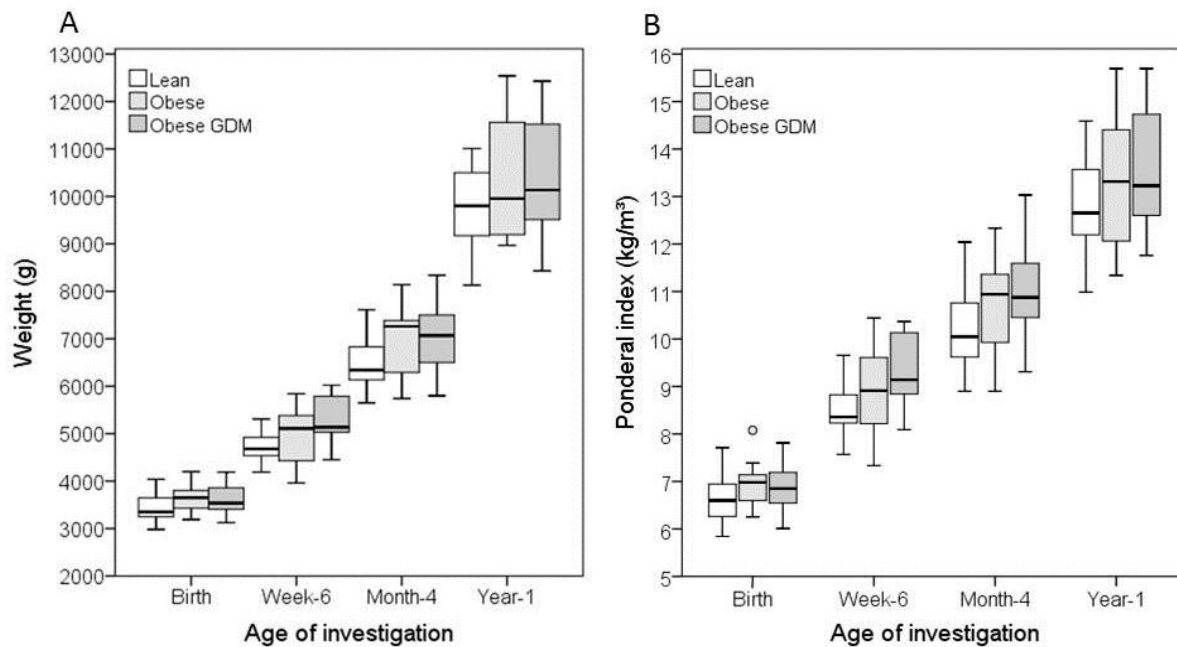 A
Weight (g)
13000
12000
11000
10000
9000
8000
7000
6000
5000
4000
3000
2000
Lean
Obese
Obese GDM
Birth Week-6 Month-4 Year-1
Age of investigation
B
Ponderal index (kg/m³)
16
15
14
13
12
11
10
9
8
7
6
5
Lean
Obese
Obese GDM
Birth Week-6 Month-4 Year-1
Age of investigation